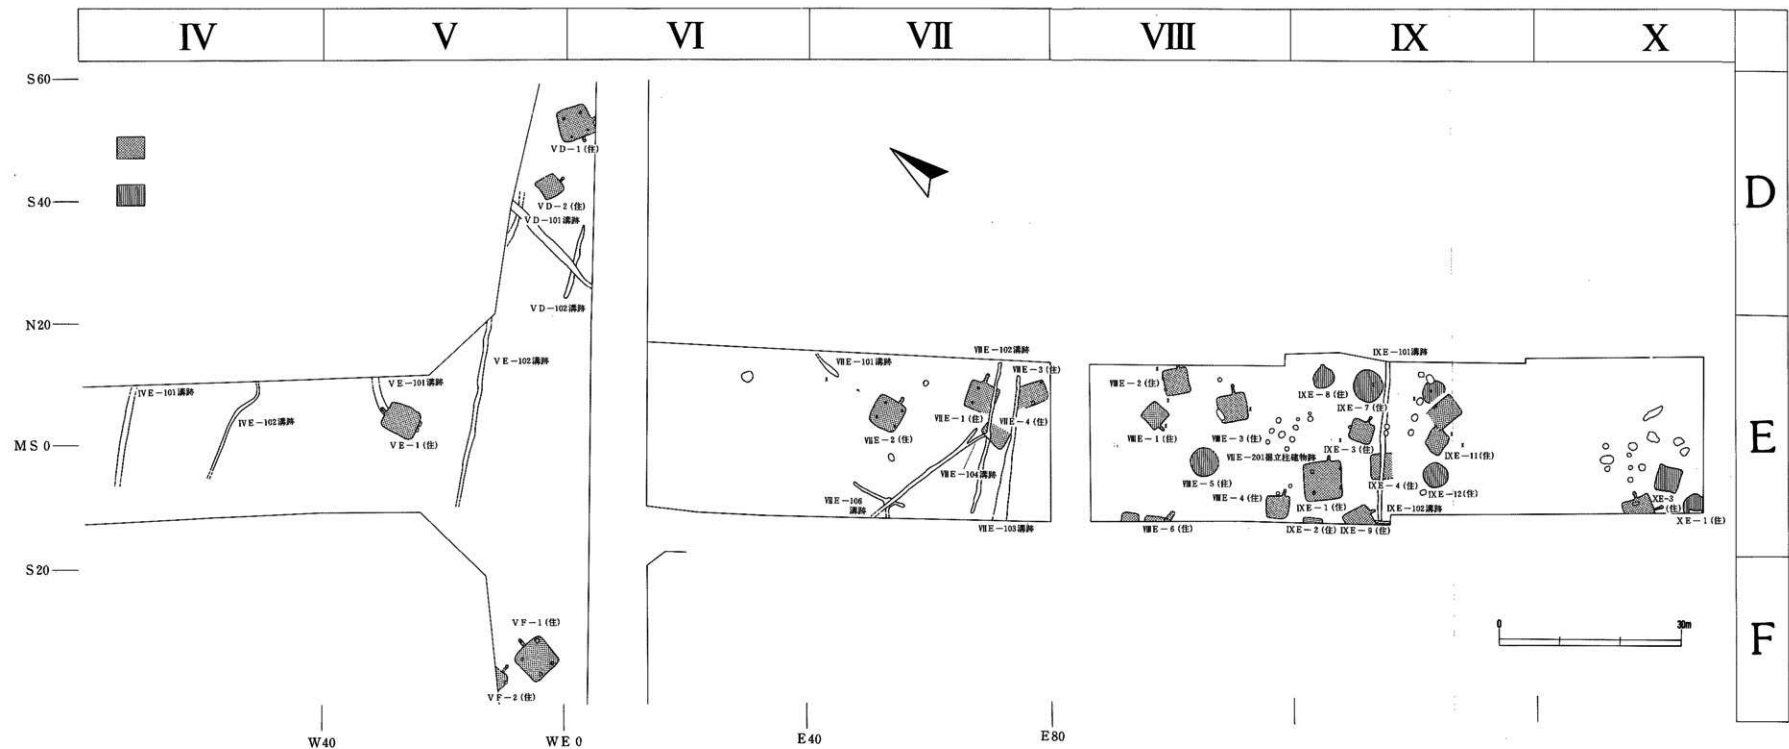 IV V VI VII VIII IX X
S60
S40
N20
MS 0
S20
D
E
F
VD-1(住)
VD-2(住)
VD-101溝跡
VD-102溝跡
VE-102溝跡
VE-101溝跡
IVE-101溝跡
IVE-102溝跡
VE-1(住)
VF-1(住)
VF-2(住)
VIIE-101溝跡
VIIE-102溝跡
VIIE-3(住)
VIIE-1(住)
VIIE-4(住)
VIIE-2(住)
VIIE-104溝跡
VIIE-106
溝跡
VIIE-103溝跡
VIIIE-2(住)
VIIIE-1(住)
VIIIE-3(住)
VIIIE-201掘立柱建物跡
VIIIE-5(住)
VIIIE-4(住)
VIIIE-6(住)
IXE-101溝跡
IXE-8(住)
IXE-7(住)
IXE-3(住)
IXE-11(住)
IXE-4(住)
IXE-12(住)
IXE-1(住)
IXE-102溝跡
IXE-2(住)
IXE-9(住)
XE-3
(住)
XE-1(住)
0 30m
W40
WE 0
E40
E80